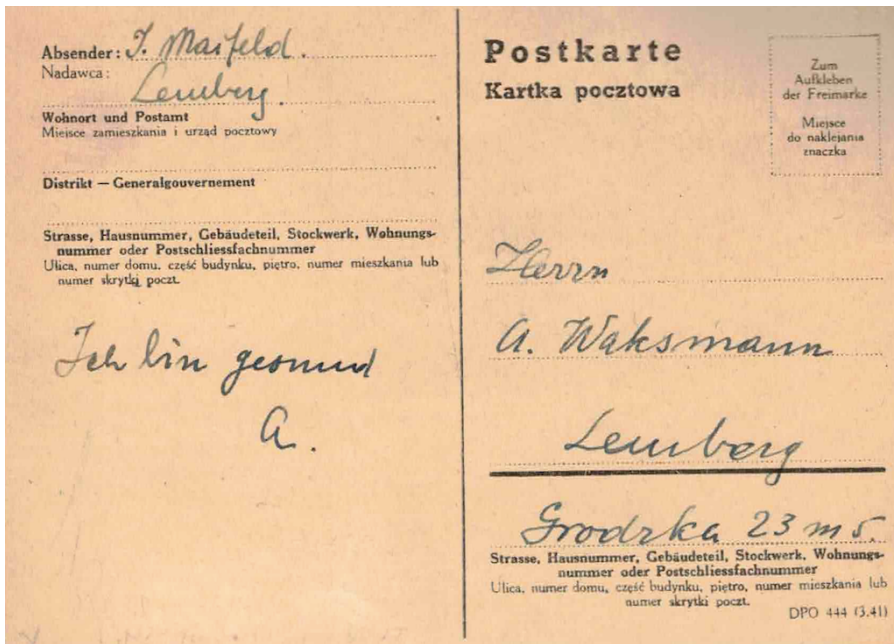 Absender: I. Maifeld.
Nadawca:
Lemberg.
Wohnort und Postamt
Miejsce zamieszkania i urząd pocztowy
Distrikt — Generalgouvernement
Strasse, Hausnummer, Gebäudeteil, Stockwerk, Wohnungs-
nummer oder Postschliessfachnummer
Ulica, numer domu, część budynku, piętro, numer mieszkania lub
numer skrytki poczt.
Ich bin gesund
A.
Postkarte
Kartka pocztowa
Zum
Aufkleben
der Freimarke
Miejsce
do naklejania
znaczka
Herrn
A. Waksmann
Lemberg
Grodzka 23 m 5.
Strasse, Hausnummer, Gebäudeteil, Stockwerk, Wohnungs-
nummer oder Postschliessfachnummer
Ulica, numer domu, część budynku, piętro, numer mieszkania lub
numer skrytki poczt.
DPO 444 (3.41)